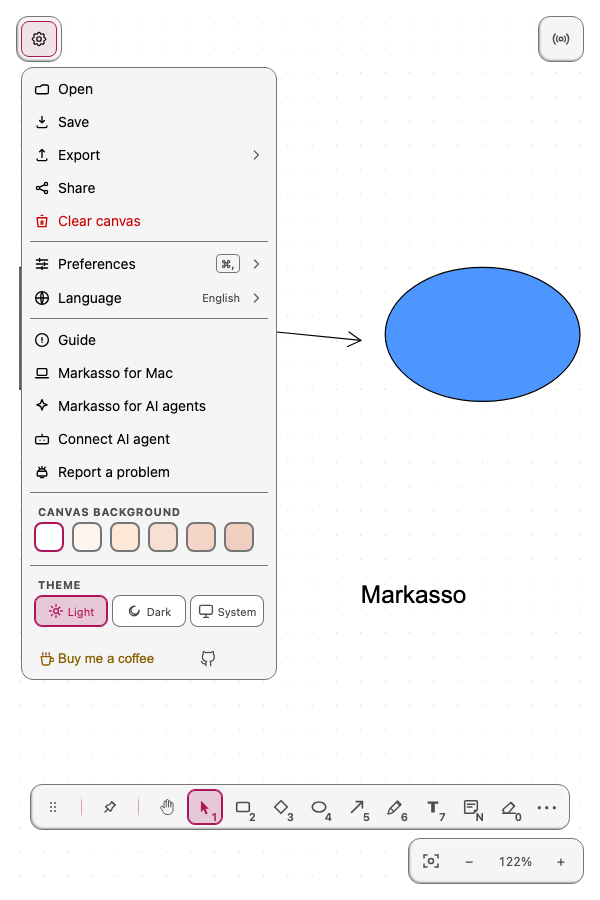 Open
Save
Export
Share
Clear canvas
Preferences ⌘,
Language English
Guide
Markasso for Mac
Markasso for AI agents
Connect AI agent
Report a problem
CANVAS BACKGROUND
THEME
Light Dark System
Buy me a coffee
Markasso
1 2 3 4 5 6 T 7 N 0
− 122% +